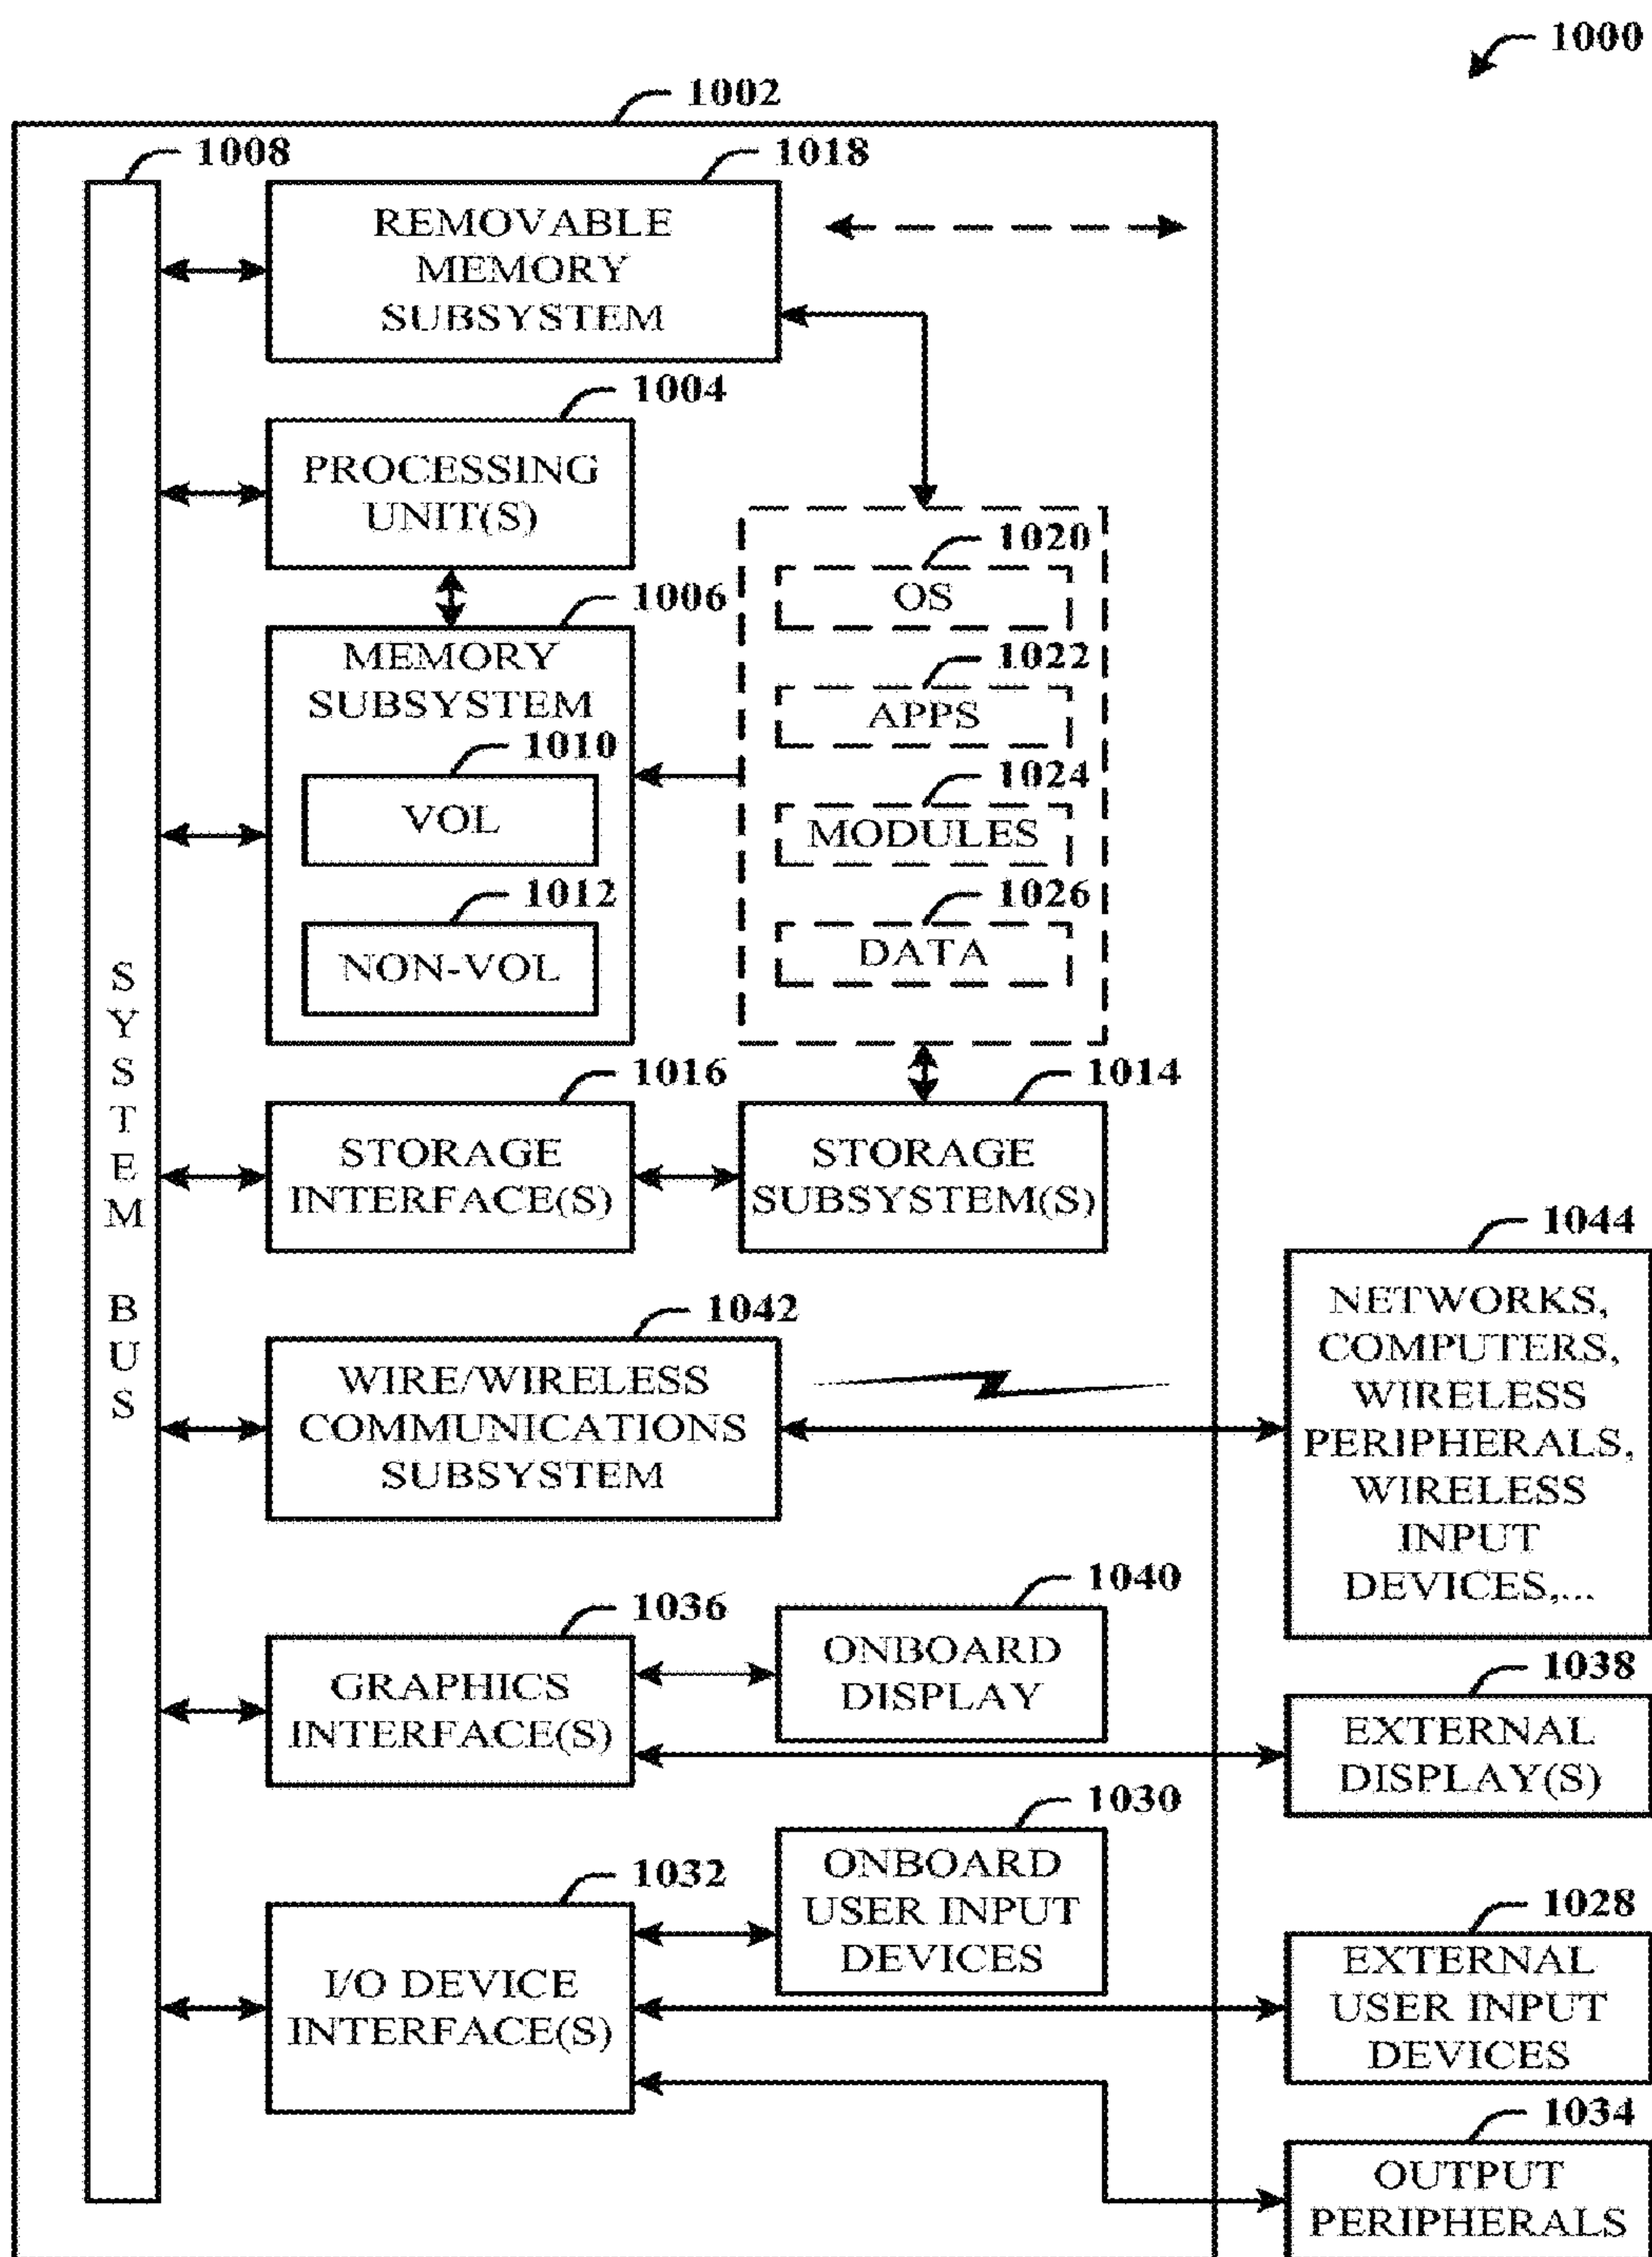 1000
1002
1008
1018
REMOVABLE
MEMORY
SUBSYSTEM
1004
PROCESSING
UNIT(S)
1006
MEMORY
SUBSYSTEM
1010
VOL
1012
NON-VOL
1020
OS
1022
APPS
1024
MODULES
1026
DATA
SYSTEM BUS
1016
STORAGE
INTERFACE(S)
1014
STORAGE
SUBSYSTEM(S)
1042
WIRE/WIRELESS
COMMUNICATIONS
SUBSYSTEM
1044
NETWORKS,
COMPUTERS,
WIRELESS
PERIPHERALS,
WIRELESS
INPUT
DEVICES,...
1036
GRAPHICS
INTERFACE(S)
1040
ONBOARD
DISPLAY
1038
EXTERNAL
DISPLAY(S)
1032
I/O DEVICE
INTERFACE(S)
1030
ONBOARD
USER INPUT
DEVICES
1028
EXTERNAL
USER INPUT
DEVICES
1034
OUTPUT
PERIPHERALS